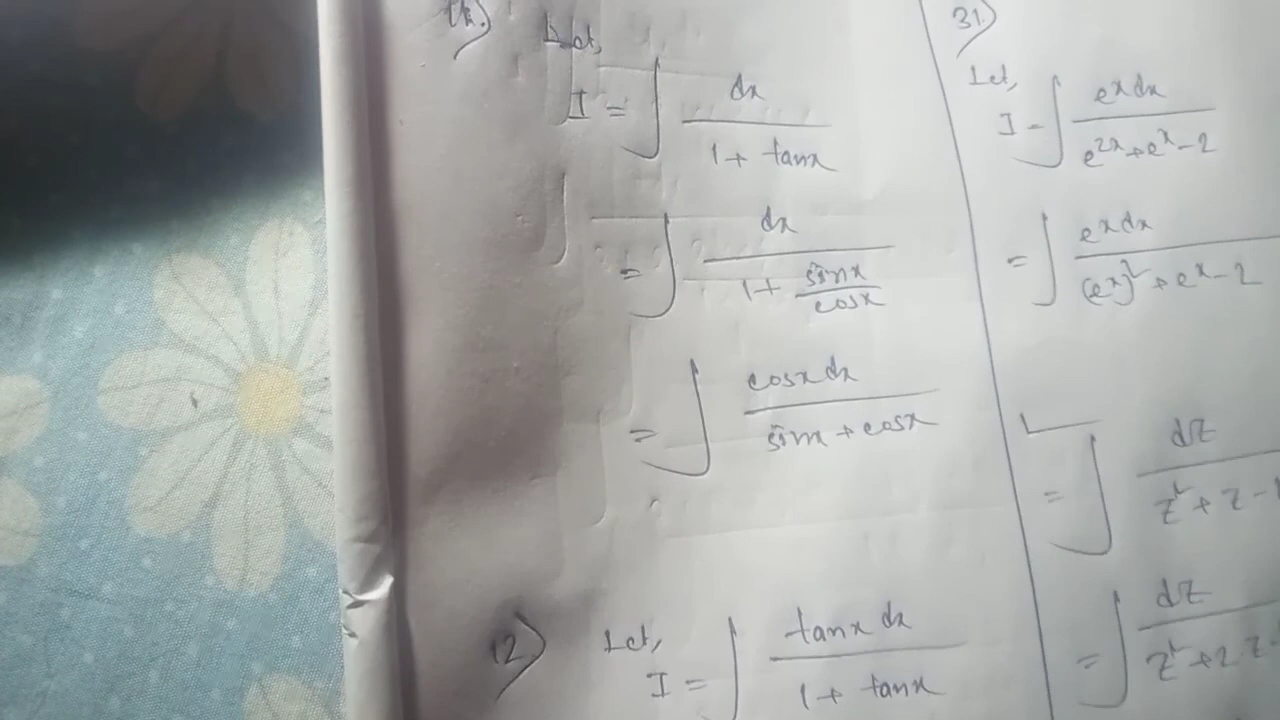 Let,
I = ∫ dx / (1 + tanx)
= ∫ dx / (1 + sinx/cosx)
= ∫ cosx dx / (sinx + cosx)
12) Let,
I = ∫ tanx dx / (1 + tanx)
31)
Let,
I = ∫ e^x dx / (e^2x + e^x - 2)
= ∫ e^x dx / ((e^x)^2 + e^x - 2)
= ∫ dz / (z^2 + z -
= ∫ dz / (z^2 + 2. z